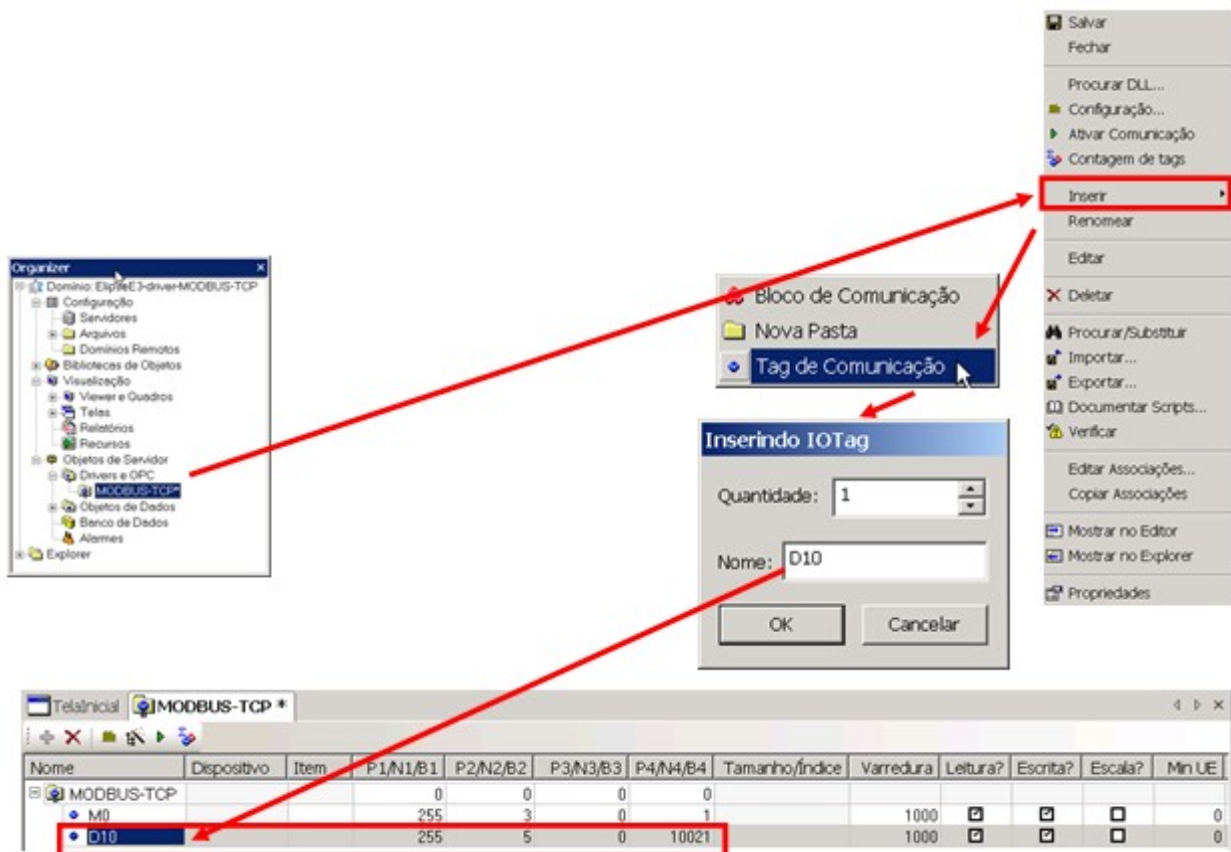 Salvar
Fechar
Procurar DLL...
Configuração...
Ativar Comunicação
Contagem de tags
Inserir
Renomear
Editar
Deletar
Procurar/Substituir
Importar...
Exportar...
Documentar Scripts...
Verificar
Editar Associações...
Copiar Associações
Mostrar no Editor
Mostrar no Explorer
Propriedades
Organizer
Domínio: ElipseE3-driver-MODBUS-TCP
Configuração
Servidores
Arquivos
Domínios Remotos
Bibliotecas de Objetos
Visualização
Viewer e Quadros
Telas
Relatórios
Recursos
Objetos de Servidor
Drivers e OPC
MODBUS-TCP*
Objetos de Dados
Banco de Dados
Alarmes
Explorer
Bloco de Comunicação
Nova Pasta
Tag de Comunicação
Inserindo IOTag
Quantidade: 1
Nome: D10
OK Cancelar
TelaInicial MODBUS-TCP *
Nome Dispositivo Item P1/N1/B1 P2/N2/B2 P3/N3/B3 P4/N4/B4 Tamanho/Índice Varredura Leitura? Escrita? Escala? Min UE
MODBUS-TCP 0 0 0 0
M0 255 3 0 1 1000 0
D10 255 5 0 10021 1000 0